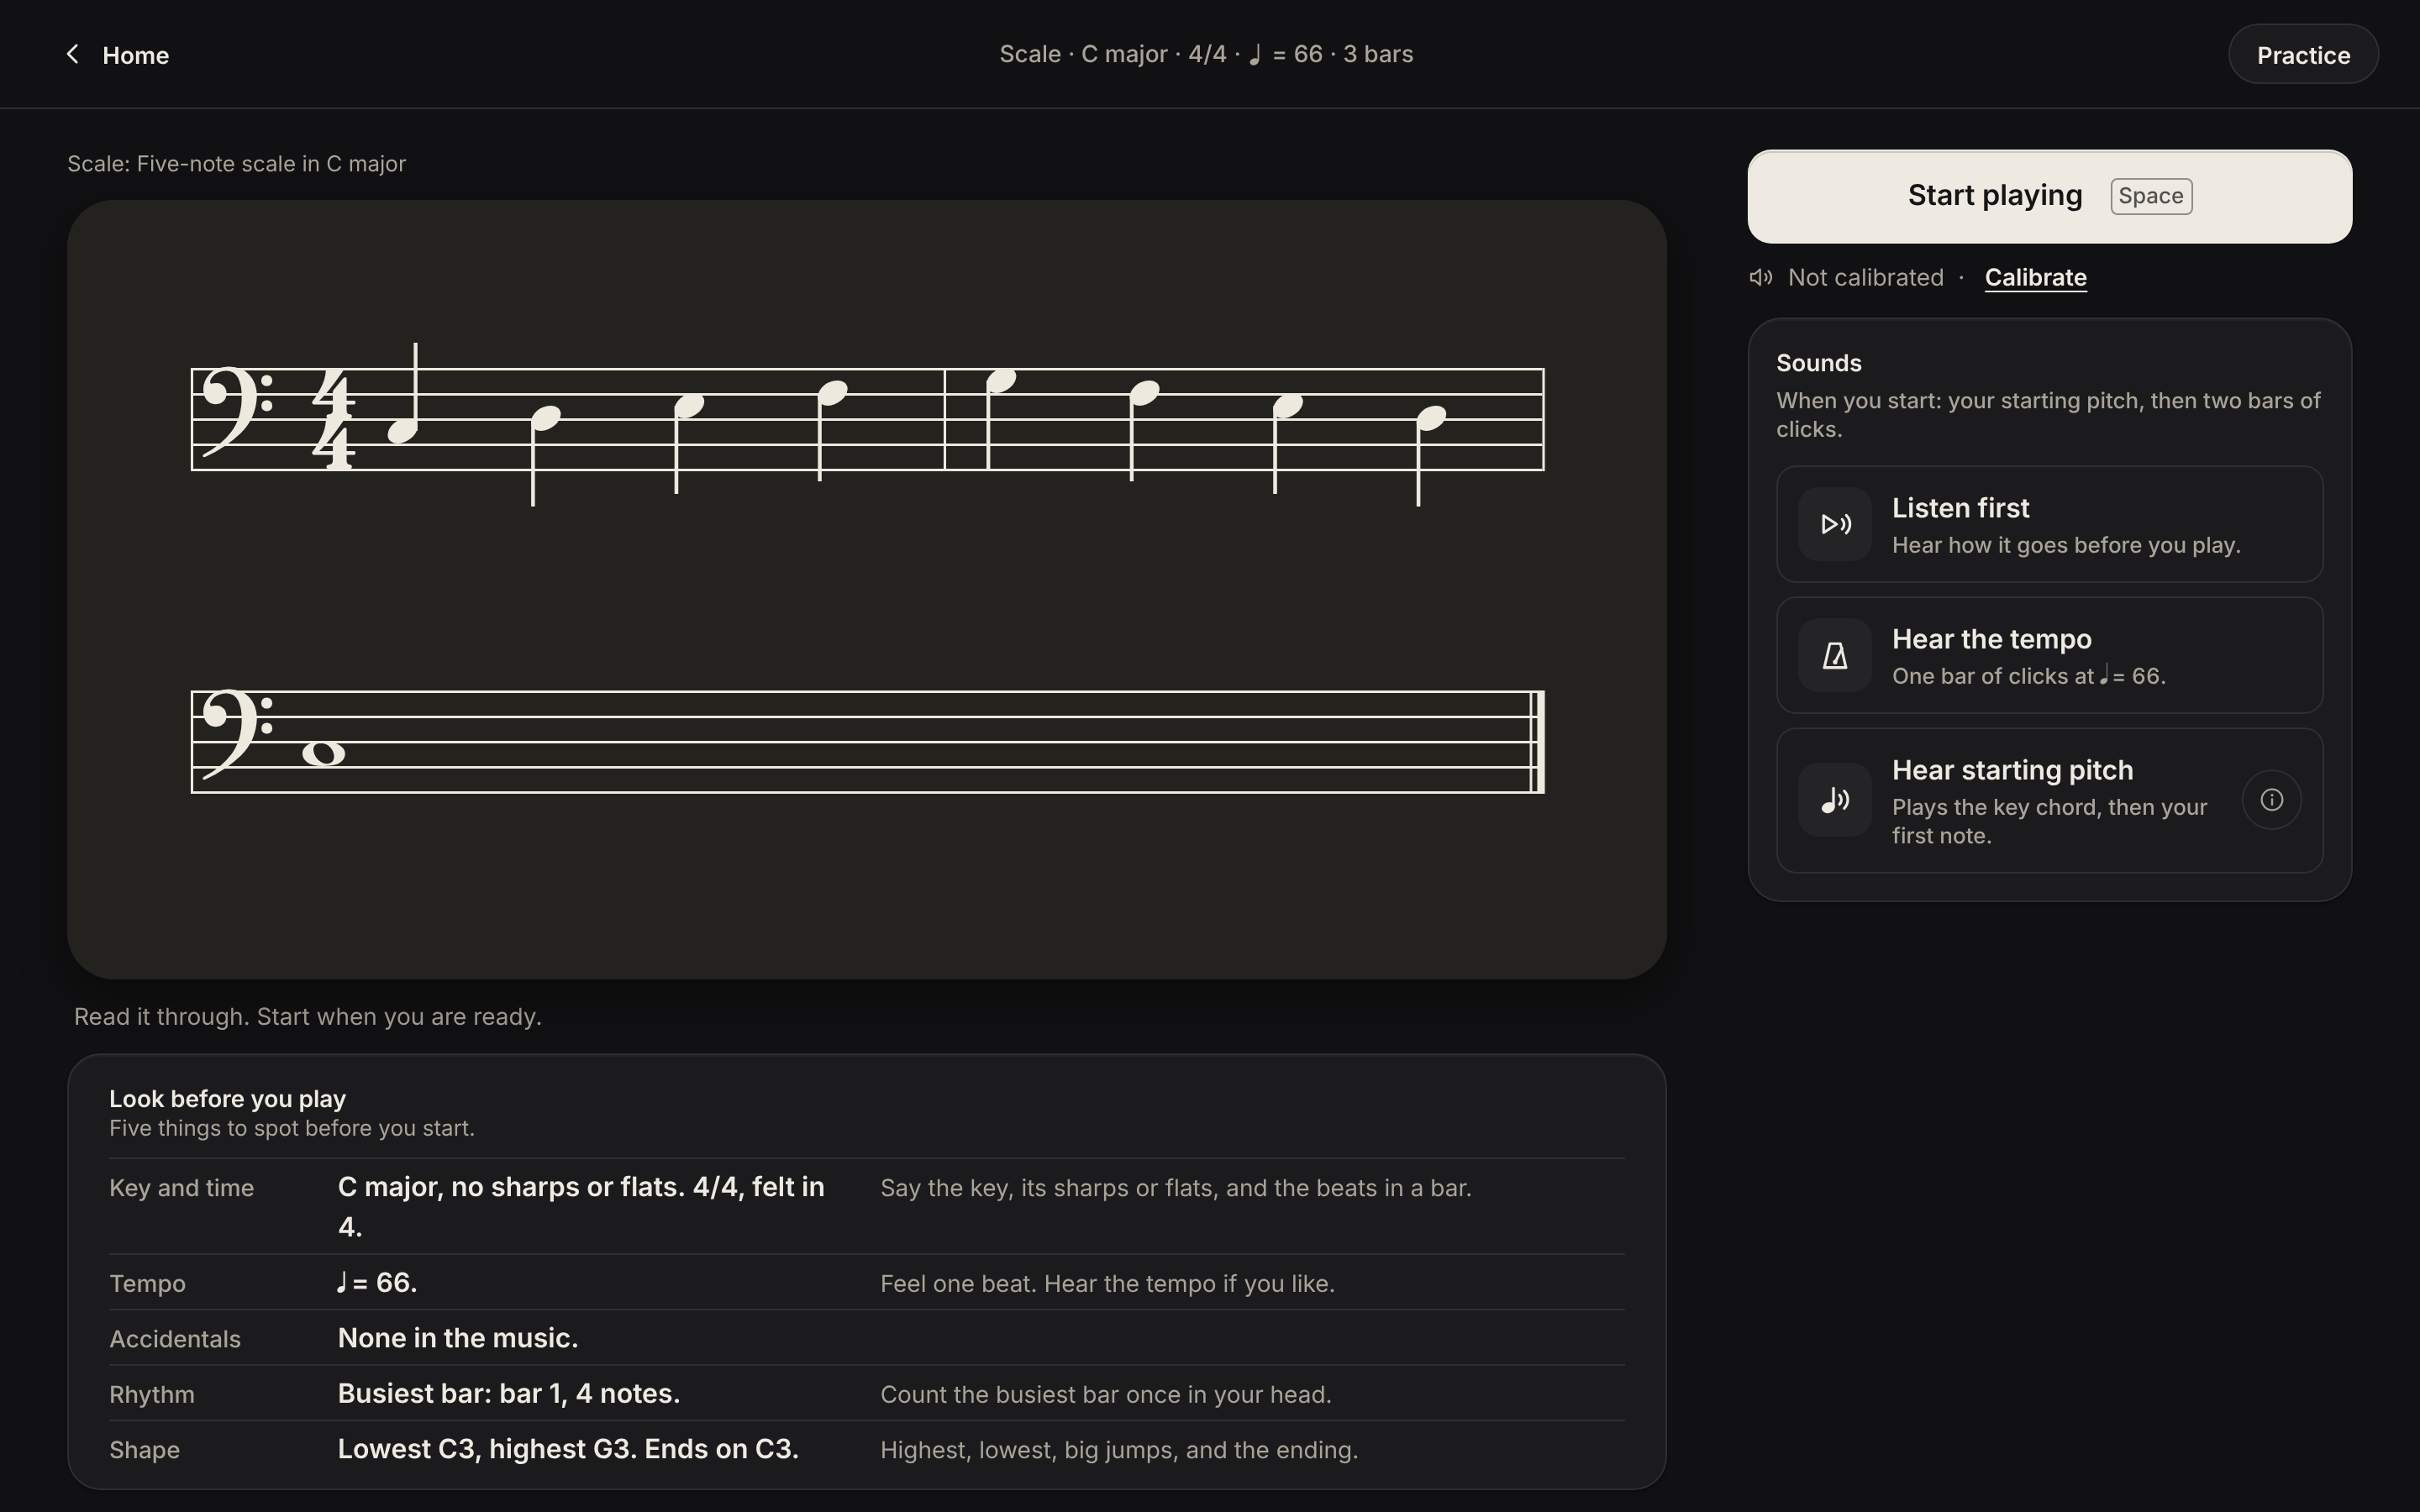 Home
Scale · C major · 4/4 · ♩ = 66 · 3 bars
Practice
Scale: Five-note scale in C major
4
4
Start playing Space
Not calibrated · Calibrate
Sounds
When you start: your starting pitch, then two bars of
clicks.
Listen first
Hear how it goes before you play.
Hear the tempo
One bar of clicks at ♩ = 66.
Hear starting pitch
Plays the key chord, then your
first note.
Read it through. Start when you are ready.
Look before you play
Five things to spot before you start.
Key and time C major, no sharps or flats. 4/4, felt in Say the key, its sharps or flats, and the beats in a bar.
4.
Tempo ♩ = 66. Feel one beat. Hear the tempo if you like.
Accidentals None in the music.
Rhythm Busiest bar: bar 1, 4 notes. Count the busiest bar once in your head.
Shape Lowest C3, highest G3. Ends on C3. Highest, lowest, big jumps, and the ending.